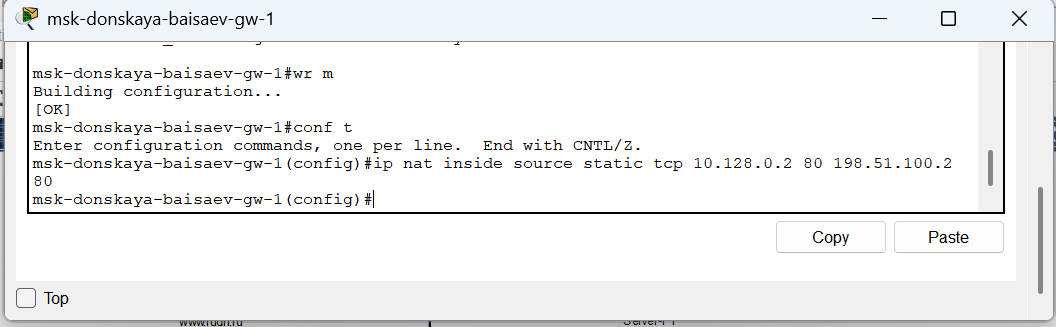 msk-donskaya-baisaev-gw-1
msk-donskaya-baisaev-gw-1#wr m
Building configuration...
[OK]
msk-donskaya-baisaev-gw-1#conf t
Enter configuration commands, one per line.  End with CNTL/Z.
msk-donskaya-baisaev-gw-1(config)#ip nat inside source static tcp 10.128.0.2 80 198.51.100.2
80
msk-donskaya-baisaev-gw-1(config)#
Copy
Paste
Top
www.rudn.ru